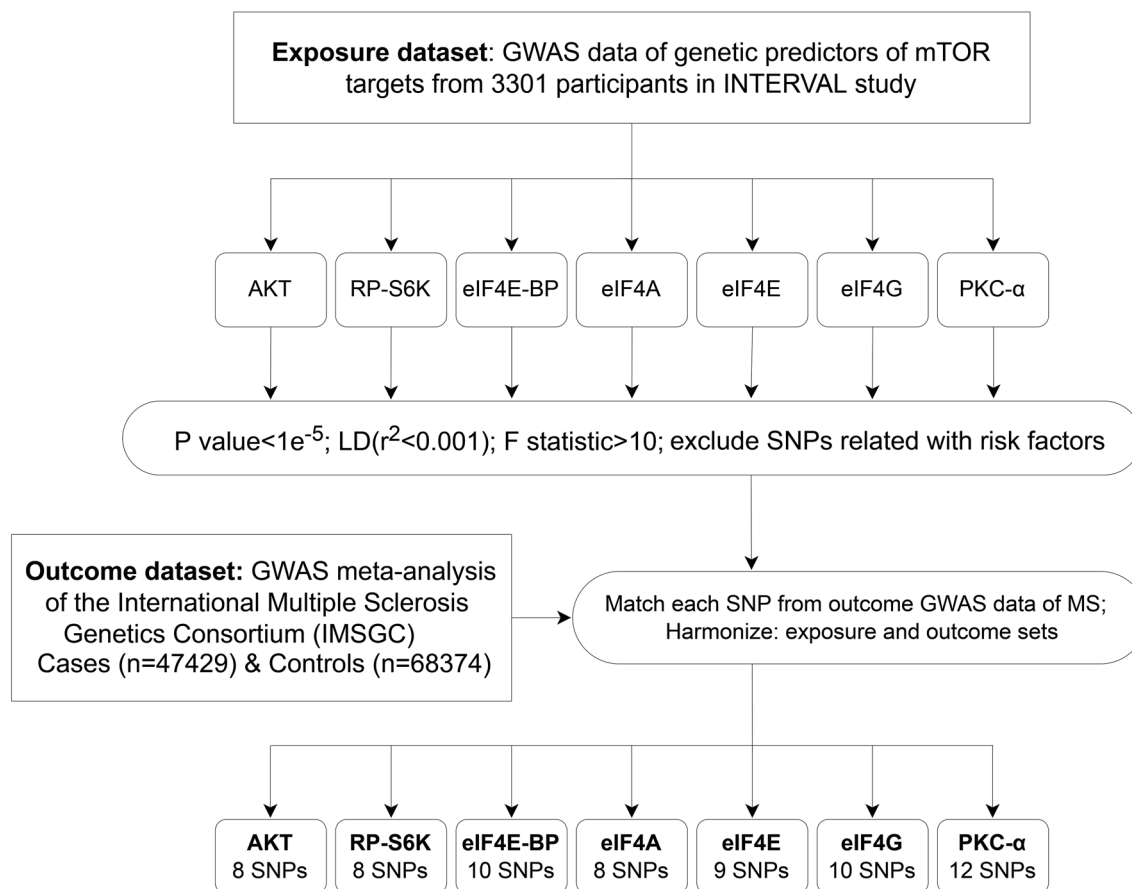 Exposure dataset: GWAS data of genetic predictors of mTOR
targets from 3301 participants in INTERVAL study
AKT
RP-S6K
eIF4E-BP
eIF4A
eIF4E
eIF4G
PKC-α
P value<1e⁻⁵; LD(r²<0.001); F statistic>10; exclude SNPs related with risk factors
Outcome dataset: GWAS meta-analysis
of the International Multiple Sclerosis
Genetics Consortium (IMSGC)
Cases (n=47429) & Controls (n=68374)
Match each SNP from outcome GWAS data of MS;
Harmonize: exposure and outcome sets
AKT
8 SNPs
RP-S6K
8 SNPs
eIF4E-BP
10 SNPs
eIF4A
8 SNPs
eIF4E
9 SNPs
eIF4G
10 SNPs
PKC-α
12 SNPs